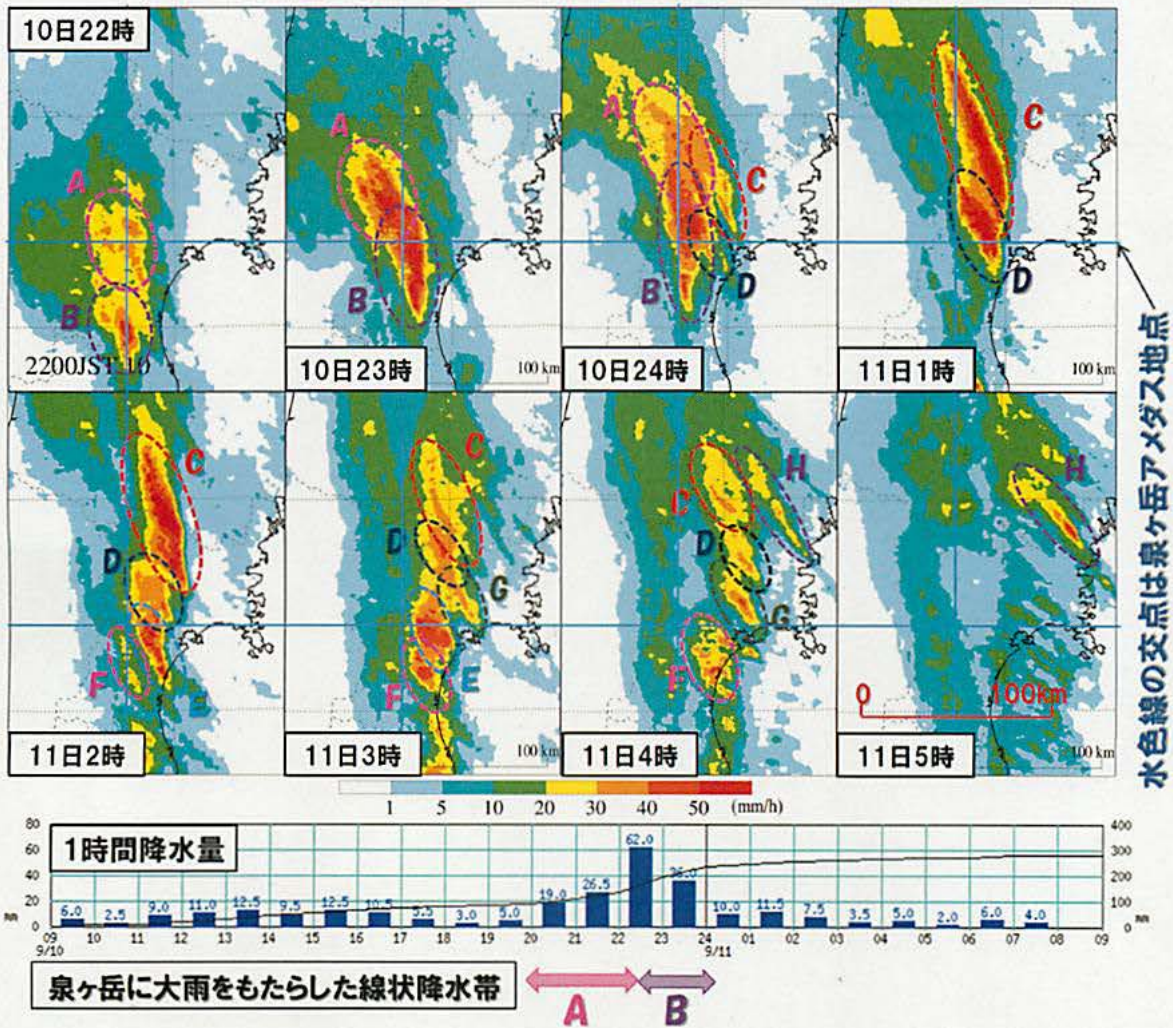 10日22時
A
B
2200JST 10
A
B
10日23時
100 km
A
C
B
D
10日24時
C
D
11日1時
100 km
水色線の交点は泉ヶ岳アメダス地点
C
D
F
E
11日2時
C
D
G
E
F
11日3時
100 km
H
C
D
G
F
11日4時
H
0 100km
11日5時
100 km
1 5 10 20 30 40 50 (mm/h)
1時間降水量
80
60
40
20
0
mm
400
300
200
100
0
mm
6.0 2.5 9.0 11.0 12.5 9.5 12.5 10.5 5.5 3.0 5.0 19.0 26.5 62.0 10.0 11.5 7.5 3.5 5.0 2.0 6.0 4.0
09 10 11 12 13 14 15 16 17 18 19 20 21 22 23 24 01 02 03 04 05 06 07 08 09
9/10 9/11
泉ヶ岳に大雨をもたらした線状降水帯
A B